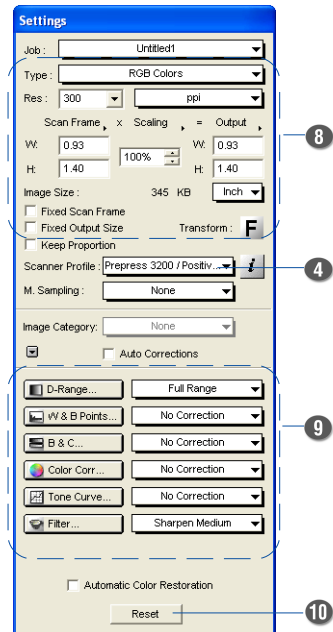 Settings
Job : Untitled1
Type : RGB Colors
Res : 300 ppi
Scan Frame x Scaling = Output
W: 0.93 100% W: 0.93
H: 1.40 H: 1.40
Image Size : 345 KB Inch
Fixed Scan Frame
Fixed Output Size Transform : F
Keep Proportion
Scanner Profile : Prepress 3200 / Positiv... i
M. Sampling : None
Image Category: None
Auto Corrections
D-Range... Full Range
W & B Points... No Correction
B & C... No Correction
Color Corr... No Correction
Tone Curve... No Correction
Filter... Sharpen Medium
Automatic Color Restoration
Reset
8
4
9
10